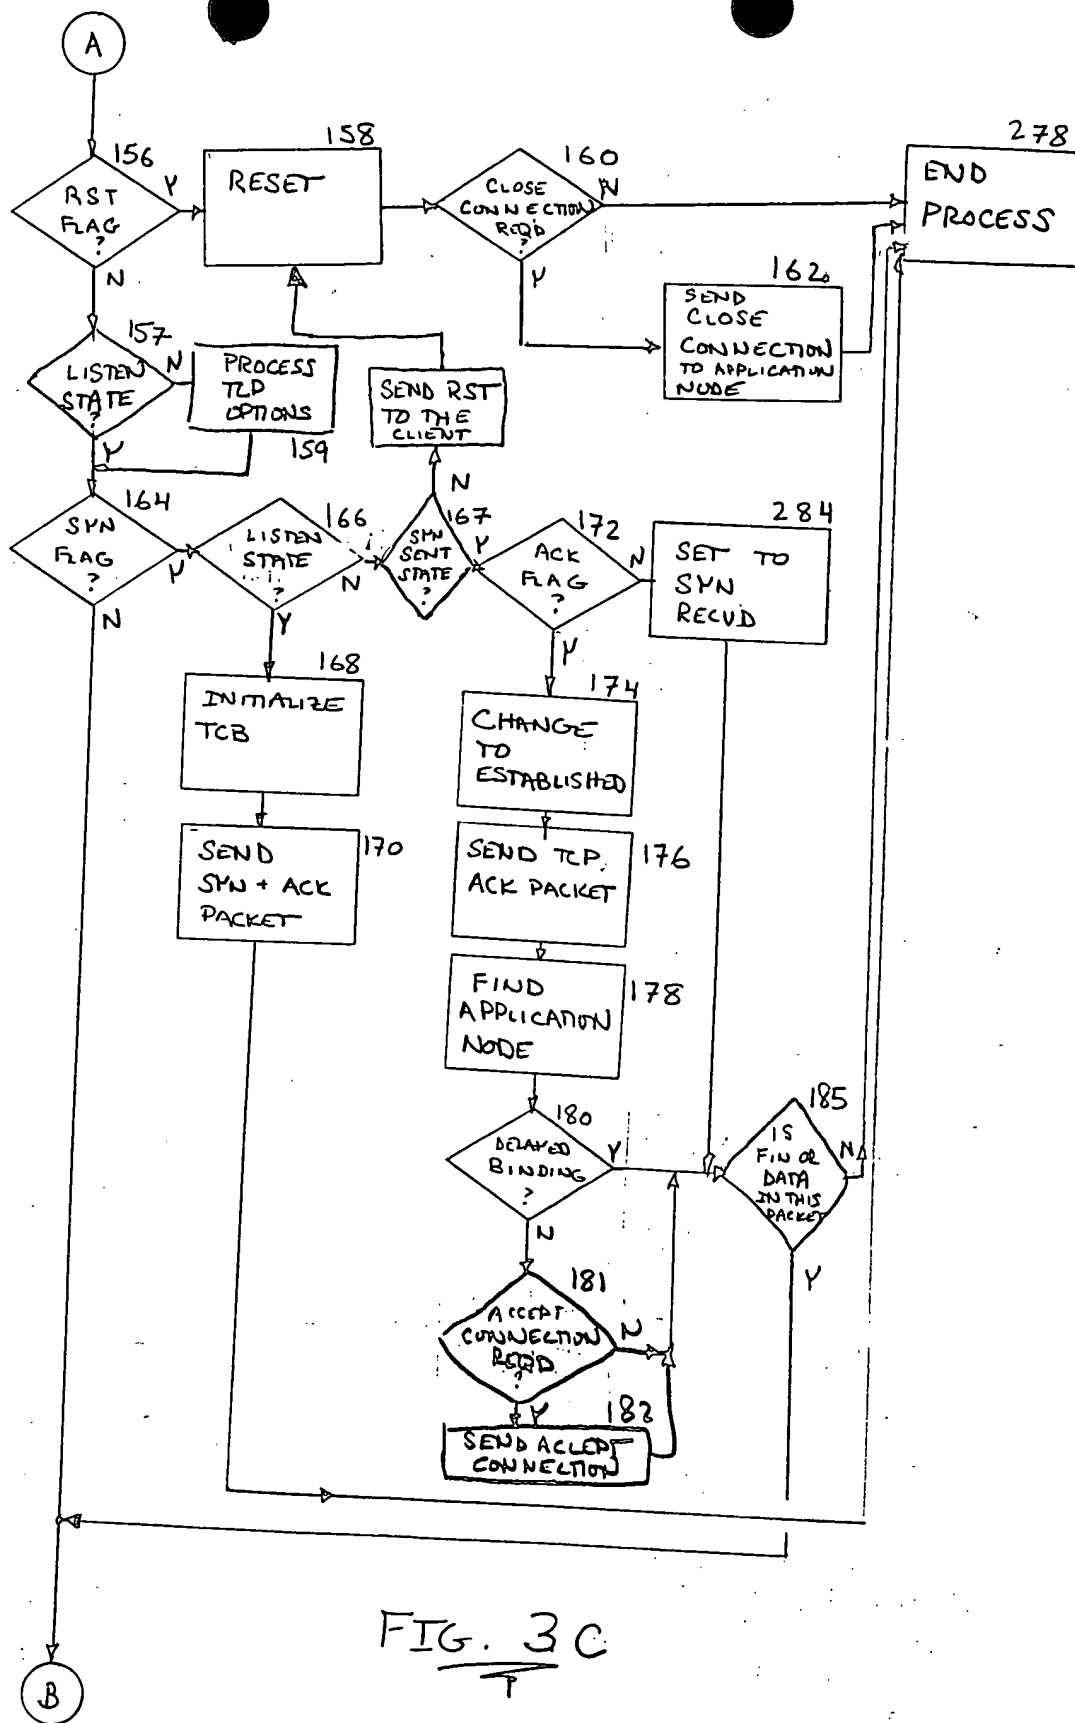 A
156
RST
FLAG
?
Y
N
158
RESET
160
CLOSE
CONNECTION
REQ'D
?
N
Y
278
END
PROCESS
162
SEND
CLOSE
CONNECTION
TO APPLICATION
NODE
157
LISTEN
STATE
?
N
Y
PROCESS
TCP
OPTIONS
159
SEND RST
TO THE
CLIENT
N
164
SYN
FLAG
?
Y
N
166
LISTEN
STATE
?
N
Y
167
SYN
SENT
STATE
?
Y
172
ACK
FLAG
?
N
Y
284
SET TO
SYN
RECVD
168
INITIALIZE
TCB
174
CHANGE
TO
ESTABLISHED
170
SEND
SYN + ACK
PACKET
176
SEND TCP
ACK PACKET
178
FIND
APPLICATION
NODE
180
DELAYED
BINDING
?
Y
N
185
IS
FIN OR
DATA
IN THIS
PACKET
N
Y
181
ACCEPT
CONNECTION
REQ'D
?
N
Y
182
SEND ACCEPT
CONNECTION
B
FIG. 3C